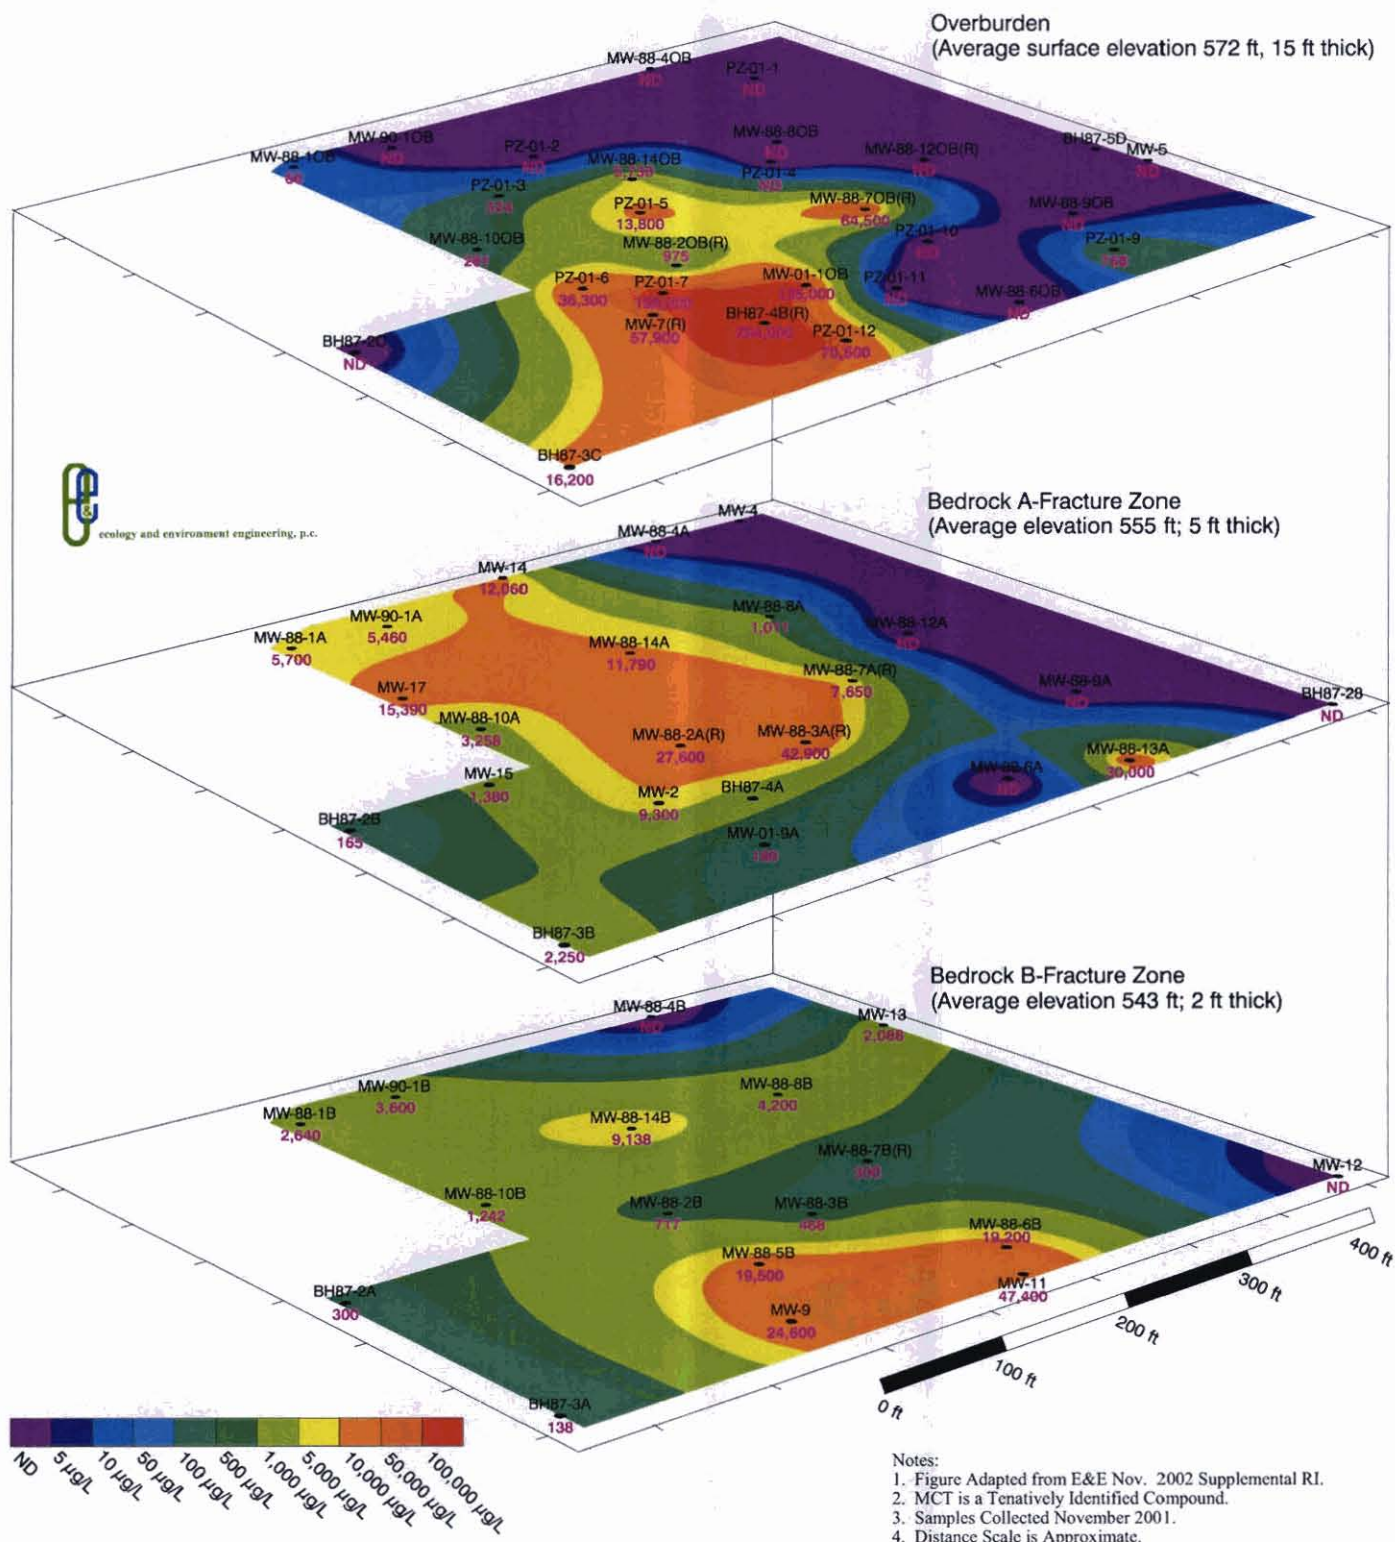 Overburden
(Average surface elevation 572 ft, 15 ft thick)
MW-88-4OB
ND
PZ-01-1
ND
MW-88-8OB
ND
BH87-5D
MW-5
ND
MW-90-1OB
ND
MW-88-1OB
60
PZ-01-2
ND
MW-88-14OB
MW-88-12OB(R)
ND
PZ-01-4
ND
PZ-01-3
PZ-01-5
13,800
MW-88-7OB(R)
64,500
MW-88-9OB
ND
MW-88-10OB
MW-88-2OB(R)
975
PZ-01-10
ND
PZ-01-9
PZ-01-6
36,300
PZ-01-7
MW-01-1OB
PZ-01-11
ND
MW-88-6OB
ND
MW-7(R)
57,900
BH87-4B(R)
PZ-01-12
70,500
ND
BH87-3C
16,200
ecology and environment engineering, p.c.
Bedrock A-Fracture Zone
(Average elevation 555 ft; 5 ft thick)
MW-4
MW-88-4A
ND
MW-14
12,060
MW-90-1A
5,460
MW-88-1A
5,700
MW-88-8A
MW-88-12A
ND
MW-88-14A
11,790
MW-88-7A(R)
7,650
MW-17
15,390
MW-88-9A
ND
BH87-28
ND
MW-88-10A
3,258
MW-88-2A(R)
27,600
MW-88-3A(R)
42,900
MW-88-13A
30,000
MW-15
1,380
MW-88-6A
ND
MW-2
9,300
BH87-4A
BH87-2B
165
MW-01-9A
BH87-3B
2,250
Bedrock B-Fracture Zone
(Average elevation 543 ft; 2 ft thick)
MW-88-4B
ND
MW-13
2,088
MW-90-1B
3,600
MW-88-8B
4,200
MW-88-1B
2,640
MW-88-14B
9,138
MW-88-7B(R)
MW-12
ND
MW-88-10B
1,242
MW-88-2B
717
MW-88-3B
468
MW-88-6B
19,200
MW-88-5B
19,500
MW-11
47,400
BH87-2A
300
MW-9
24,600
BH87-3A
138
0 ft
100 ft
200 ft
300 ft
400 ft
ND
5 µg/L
10 µg/L
50 µg/L
100 µg/L
500 µg/L
1,000 µg/L
5,000 µg/L
10,000 µg/L
50,000 µg/L
100,000 µg/L
Notes:
1. Figure Adapted from E&E Nov. 2002 Supplemental RI.
2. MCT is a Tenatively Identified Compound.
3. Samples Collected November 2001.
4. Distance Scale is Approximate.